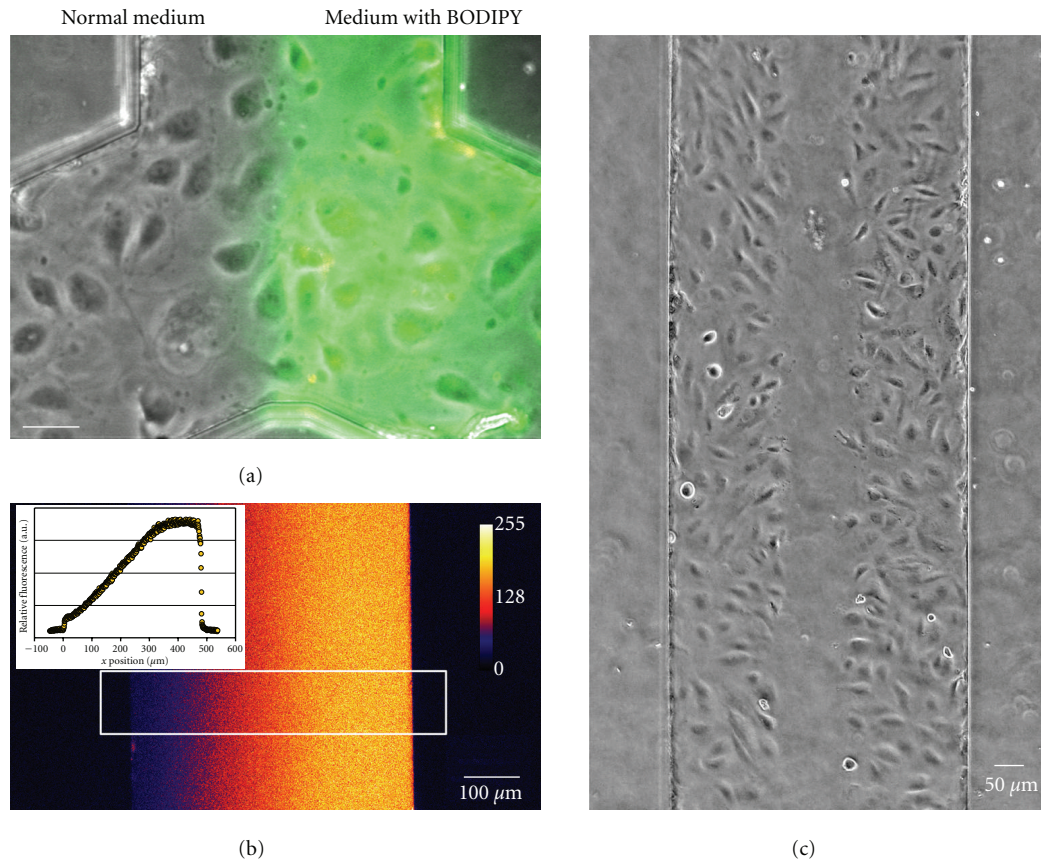 Normal medium
Medium with BODIPY
(a)
Relative fluorescence (a.u.)
−100 0 100 200 300 400 500 600
x position (μm)
255
128
0
100 μm
(b)
50 μm
(c)